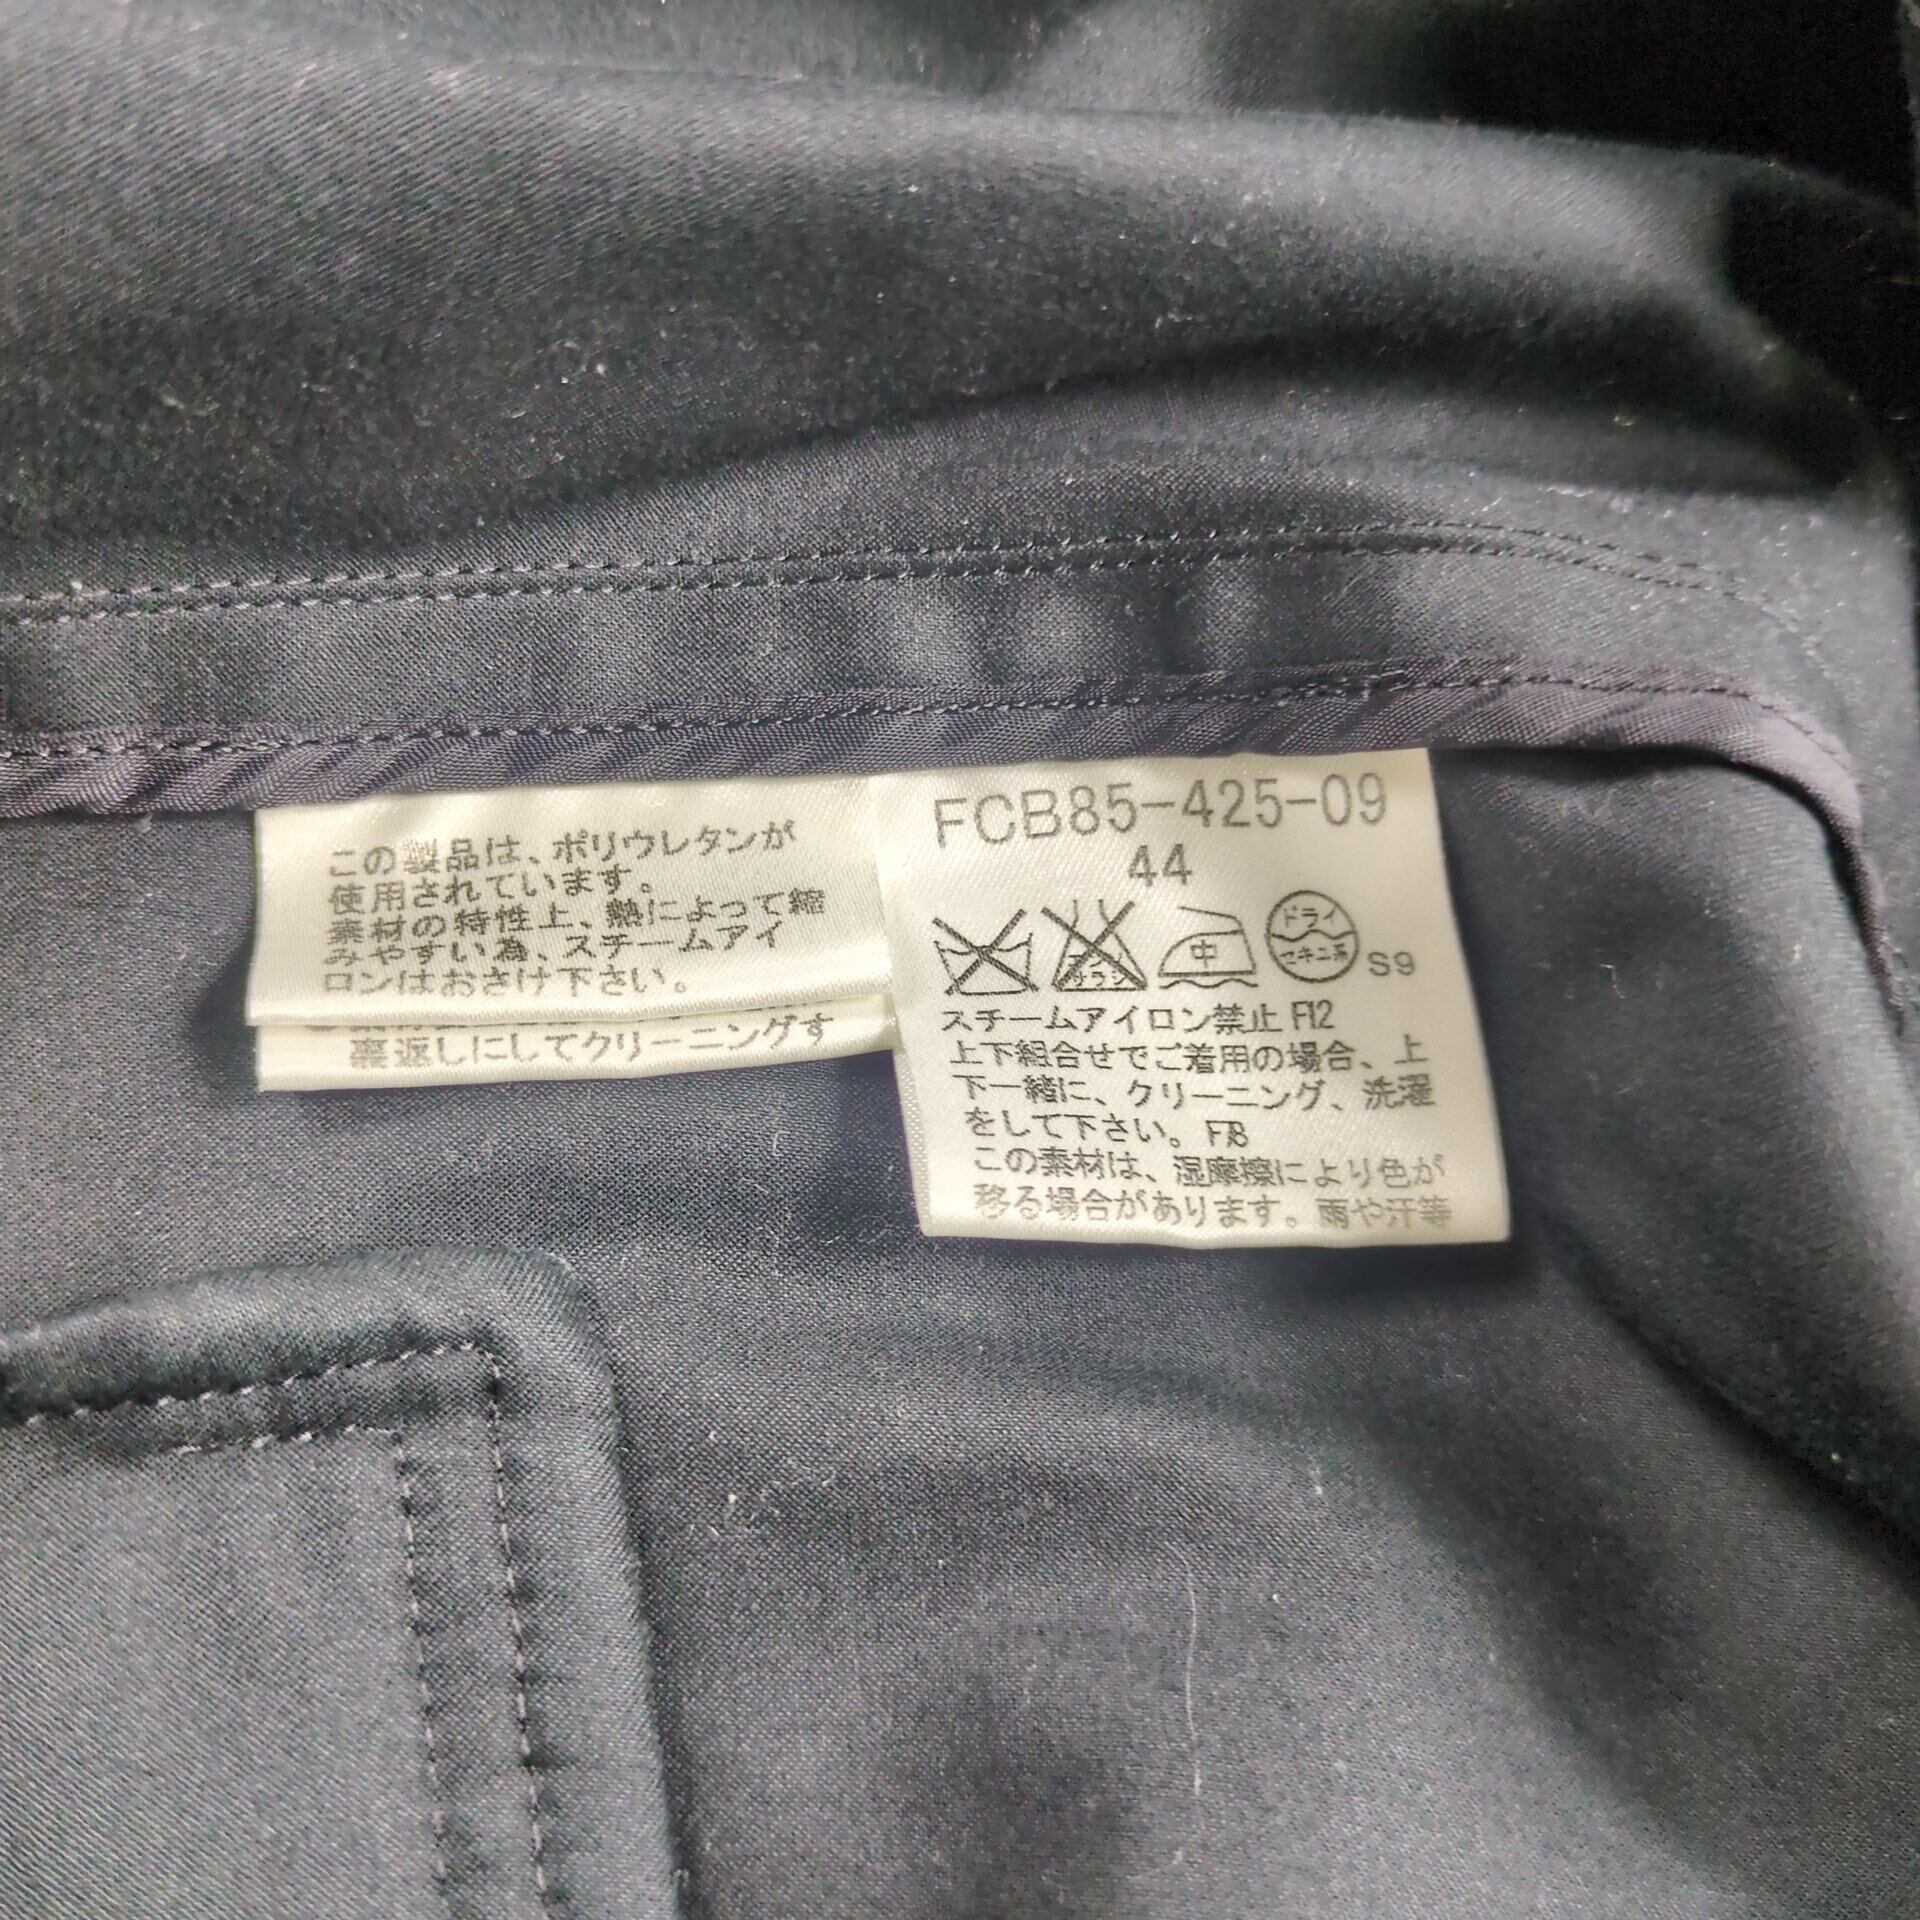 この製品は、ポリウレタンが
使用されています。
素材の特性上、熱によって縮
みやすい為、スチームアイ
ロンはおさけ下さい。
裏返しにしてクリーニングす
FCB85-425-09
44
中
ドライ
セキユ系
S9
スチームアイロン禁止 F12
上下組合せでご着用の場合、上
下一緒に、クリーニング、洗濯
をして下さい。F78
この素材は、湿摩擦により色が
移る場合があります。雨や汗等